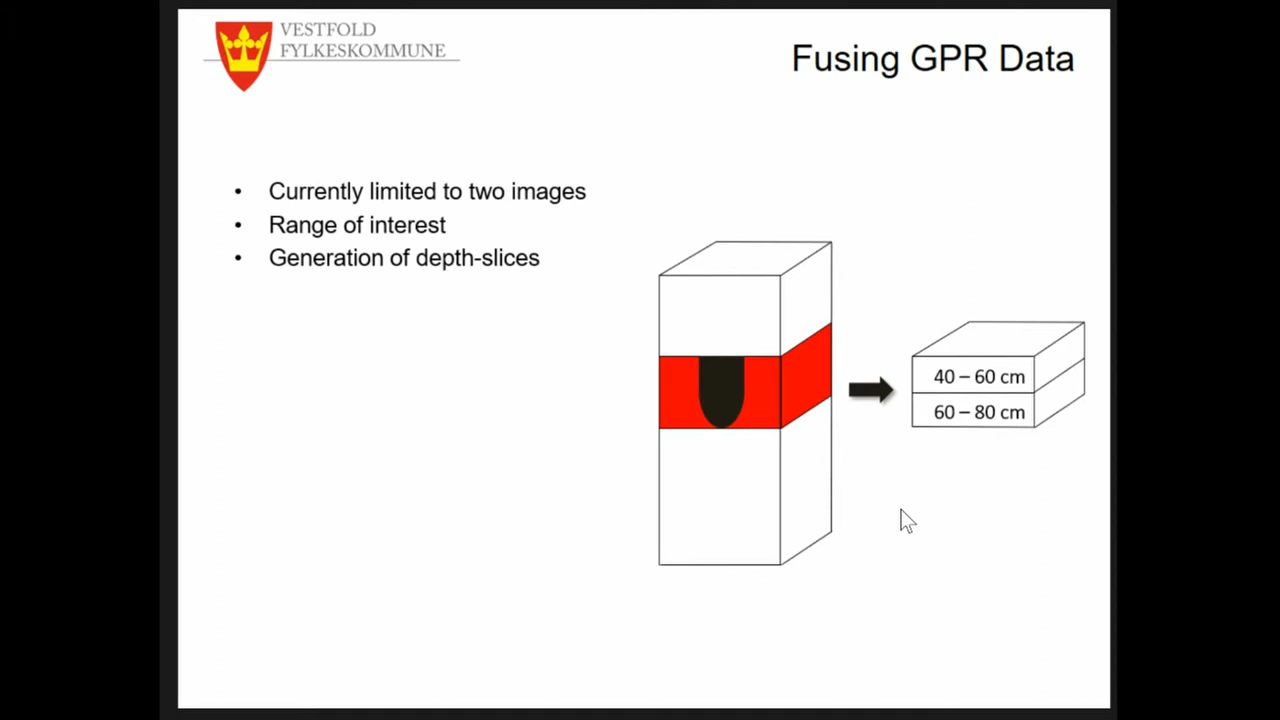 VESTFOLD
FYLKESKOMMUNE
Fusing GPR Data
• Currently limited to two images
• Range of interest
• Generation of depth-slices
40 – 60 cm
60 – 80 cm